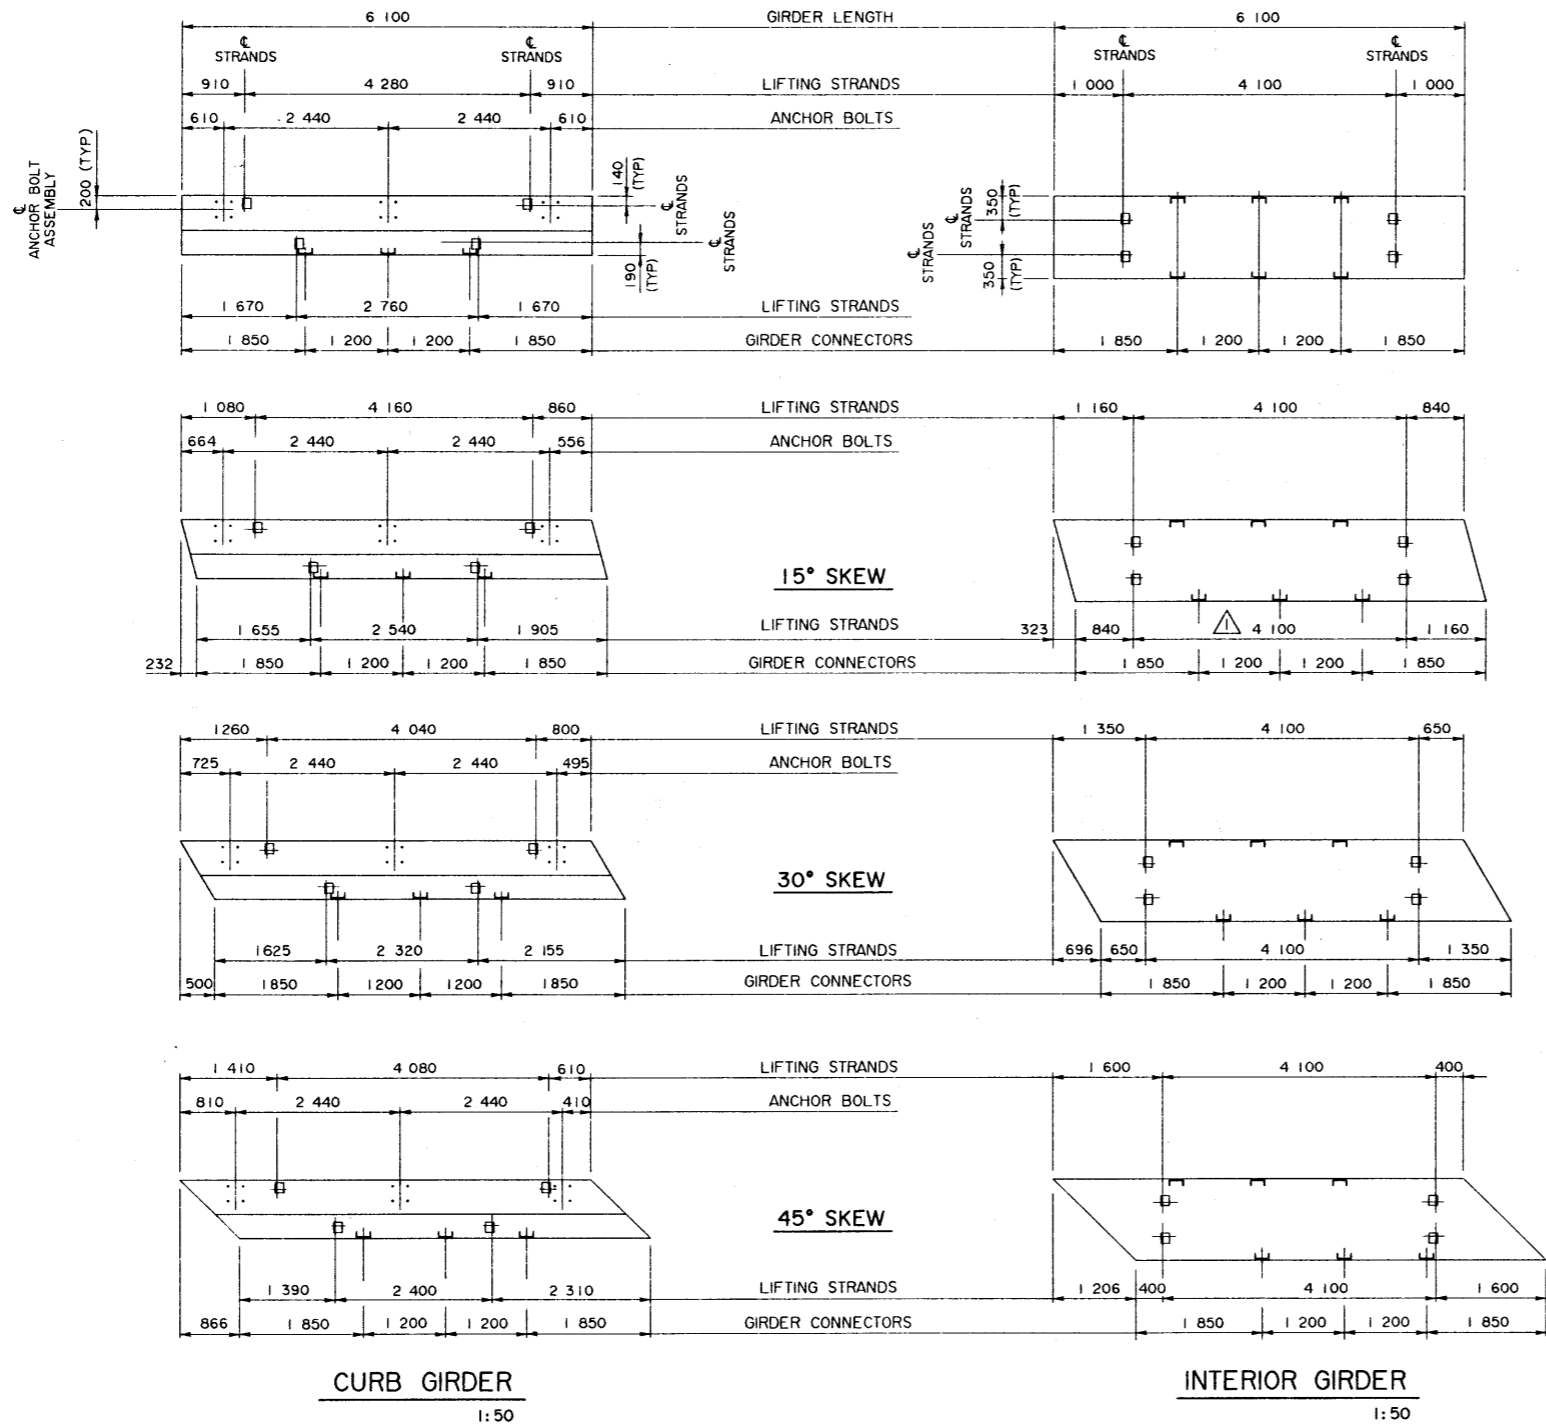 6 100 GIRDER LENGTH 6 100
℄ STRANDS ℄ STRANDS ℄ STRANDS ℄ STRANDS
910 4 280 910 LIFTING STRANDS 1 000 4 100 1 000
610 2 440 2 440 610 ANCHOR BOLTS
℄ ANCHOR BOLT ASSEMBLY
200 (TYP)
140 (TYP)
℄ STRANDS
190 (TYP)
℄ STRANDS
℄ STRANDS
℄ STRANDS
350 (TYP)
350 (TYP)
1 670 2 760 1 670 LIFTING STRANDS
1 850 1 200 1 200 1 850 GIRDER CONNECTORS 1 850 1 200 1 200 1 850
1 080 4 160 860 LIFTING STRANDS 1 160 4 100 840
664 2 440 2 440 556 ANCHOR BOLTS
15° SKEW
1 655 2 540 1 905 LIFTING STRANDS 323 840 1 4 100 1 160
232 1 850 1 200 1 200 1 850 GIRDER CONNECTORS 1 850 1 200 1 200 1 850
1260 4 040 800 LIFTING STRANDS 1 350 4 100 650
725 2 440 2 440 495 ANCHOR BOLTS
30° SKEW
1625 2 320 2 155 LIFTING STRANDS 696 650 4 100 1 350
500 1850 1200 1200 1850 GIRDER CONNECTORS 1 850 1 200 1 200 1 850
1 410 4 080 610 LIFTING STRANDS 1 600 4 100 400
810 2 440 2 440 410 ANCHOR BOLTS
45° SKEW
1 390 2 400 2 310 LIFTING STRANDS 1 206 400 4 100 1 600
866 1 850 1 200 1 200 1 850 GIRDER CONNECTORS 1 850 1 200 1 200 1 850
CURB GIRDER INTERIOR GIRDER
1:50 1:50